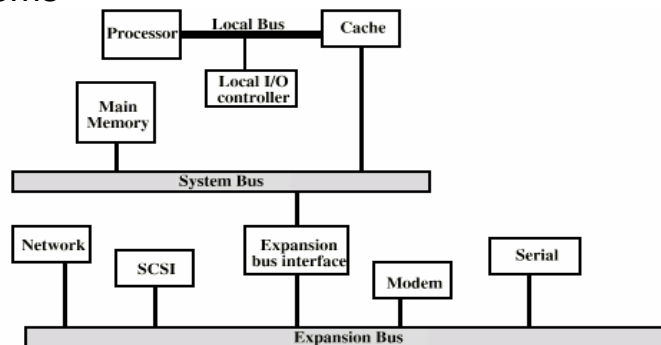 Processor
Local Bus
Cache
Local I/O
controller
Main
Memory
System Bus
Network
SCSI
Expansion
bus interface
Modem
Serial
Expansion Bus